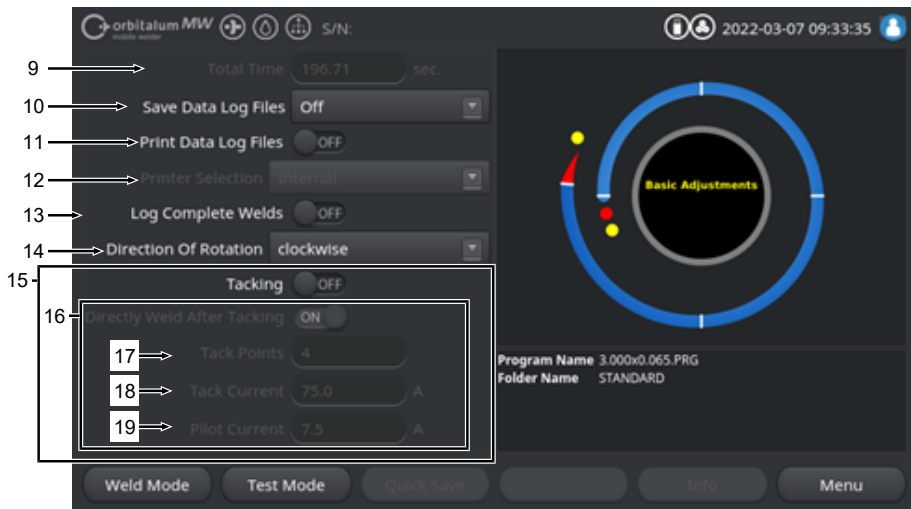 orbitalum MW S/N: 2022-03-07 09:33:35
mobile welder
9 Total Time 196.71 sec.
10 Save Data Log Files Off
11 Print Data Log Files OFF
12 Printer Selection Internal
13 Log Complete Welds OFF
14 Direction Of Rotation clockwise
15 Tacking OFF
16 Directly Weld After Tacking ON
17 Tack Points 4
18 Tack Current 75.0 A
19 Pilot Current 7.5 A
Basic Adjustments
Program Name 3.000x0.065.PRG
Folder Name STANDARD
Weld Mode Test Mode Quick Save Info Menu